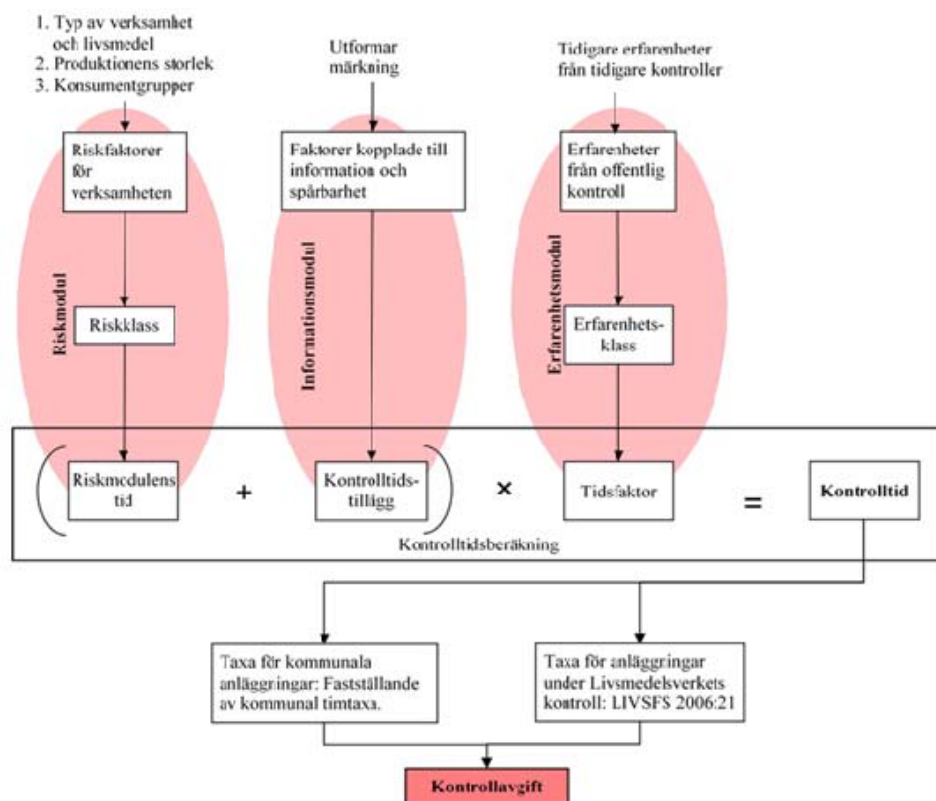 1. Typ av verksamhet
och livsmedel
2. Produktionens storlek
3. Konsumentgrupper
Utformar
märkning
Tidigare erfarenheter
från tidigare kontroller
Riskfaktorer
för
verksamheten
Faktorer kopplade till
information och
spårbarhet
Erfarenheter
från offentlig
kontroll
Riskmodul
Informationsmodul
Erfarenhetsmodul
Riskklass
Erfarenhets-
klass
( Riskmodulens
tid
+
Kontrolltids-
tillägg )
×
Tidsfaktor
=
Kontrolltid
Kontrolltidsberäkning
Taxa för kommunala
anläggningar: Fastställande
av kommunal timtaxa.
Taxa för anläggningar
under Livsmedelsverkets
kontroll: LIVSFS 2006:21
Kontrollavgift